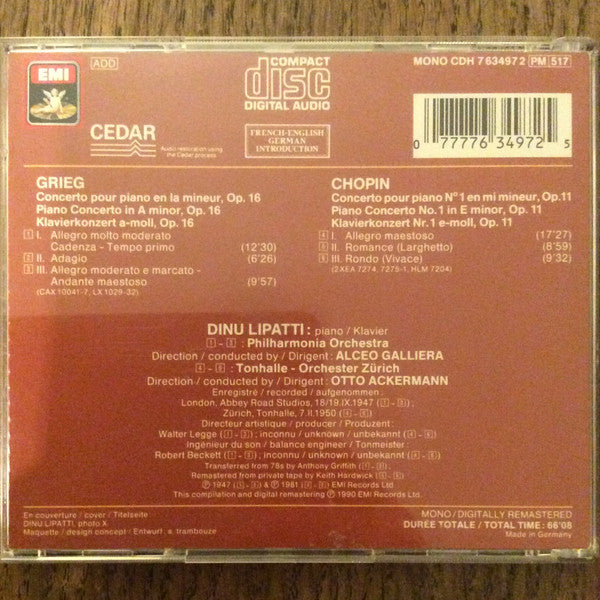 EMI
ADD
COMPACT
disc
DIGITAL AUDIO
MONO CDH 7 63497 2 PM 517
CEDAR
Audio restoration using
the Cedar process
FRENCH-ENGLISH
GERMAN
INTRODUCTION
0 77776 34972 5
GRIEG
Concerto pour piano en la mineur, Op. 16
Piano Concerto in A minor, Op. 16
Klavierkonzert a-moll, Op. 16
1 I. Allegro molto moderato
Cadenza - Tempo primo (12'30)
2 II. Adagio (6'26)
3 III. Allegro moderato e marcato -
Andante maestoso (9'57)
(CAX 10041-7, LX 1029-32)
CHOPIN
Concerto pour piano N° 1 en mi mineur, Op.11
Piano Concerto No. 1 in E minor, Op. 11
Klavierkonzert Nr. 1 e-moll, Op. 11
4 I. Allegro maestoso (17'27)
5 II. Romance (Larghetto) (8'59)
6 III. Rondo (Vivace) (9'32)
(2XEA 7274, 7275-1, HLM 7204)
DINU LIPATTI: piano / Klavier
1 - 3 : Philharmonia Orchestra
Direction / conducted by / Dirigent : ALCEO GALLIERA
4 - 6 : Tonhalle - Orchester Zürich
Direction / conducted by / Dirigent : OTTO ACKERMANN
Enregistré / recorded / aufgenommen :
London, Abbey Road Studios, 18/19.IX.1947 (1 - 3) ;
Zürich, Tonhalle, 7.II.1950 (4 - 6)
Directeur artistique / producer / Produzent :
Walter Legge (1 - 3) ; inconnu / unknown / unbekannt (4 - 6)
Ingénieur du son / balance engineer / Tonmeister :
Robert Beckett (1 - 3) ; inconnu / unknown / unbekannt (4 - 6)
Transferred from 78s by Anthony Griffith (1 - 3) ;
Remastered from private tape by Keith Hardwick (4 - 6)
℗ 1947 (1 - 3) & ℗ 1981 (4 - 6) EMI Records Ltd.
This compilation and digital remastering ℗ 1990 EMI Records Ltd.
En couverture / cover / Titelseite
DINU LIPATTI, photo X
Maquette / design concept / Entwurf : a. trambouze
MONO / DIGITALLY REMASTERED
DURÉE TOTALE / TOTAL TIME : 66'08
Made in Germany